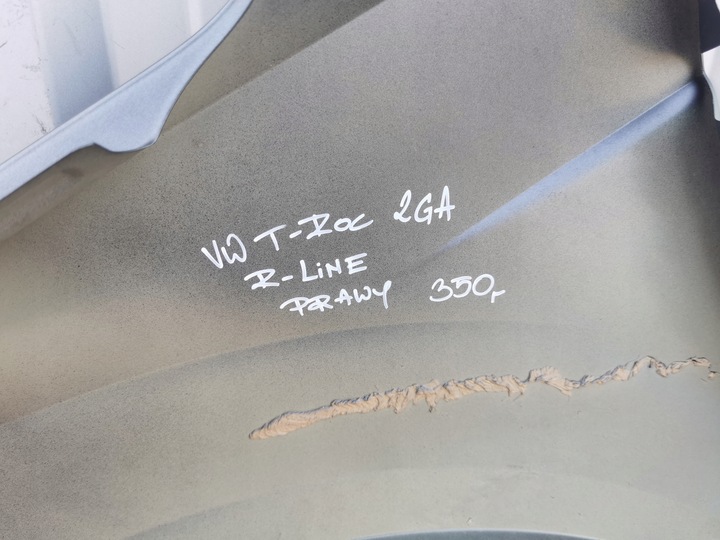 VW T-ROC 2GA
R-LINE
PRAWY 350,-